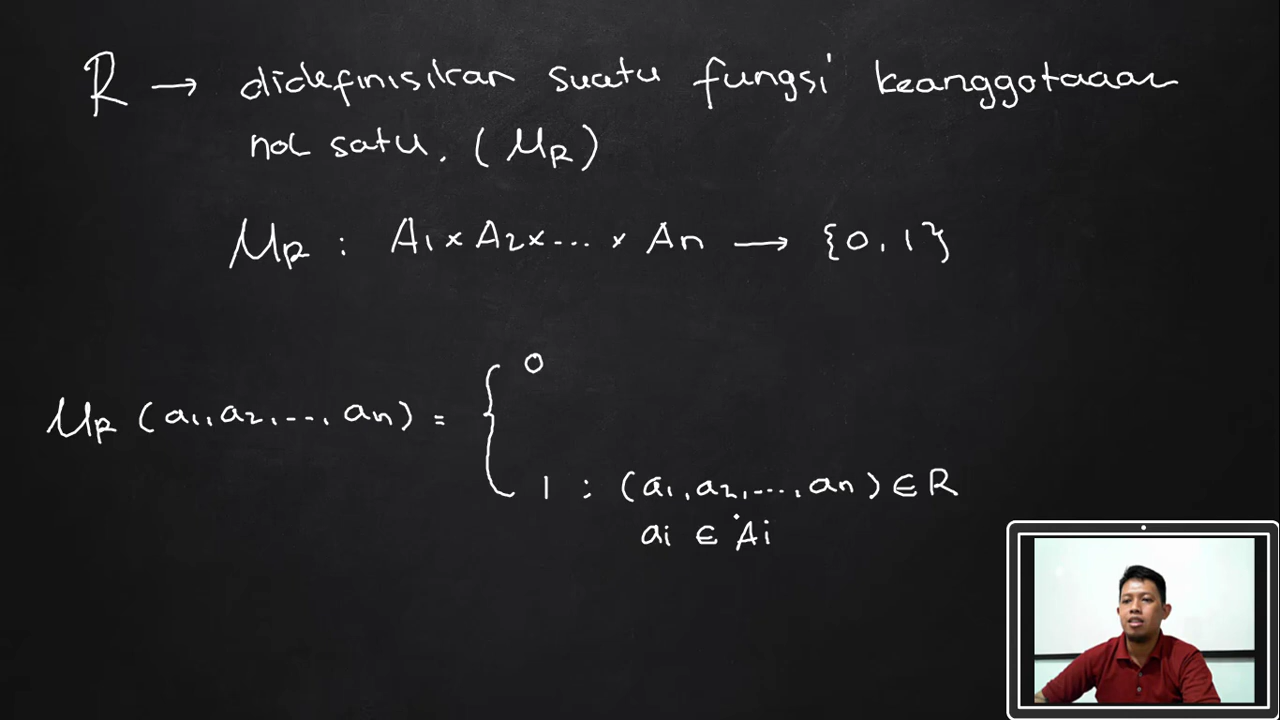 R → didefinisikan suatu fungsi keanggotaaan
nol satu. (μR)
μR : A1 × A2 × ... × An → {0, 1}
μR (a1, a2, ..., an) = { 0
1 : (a1, a2, ..., an) ∈ R
ai ∈ Ai